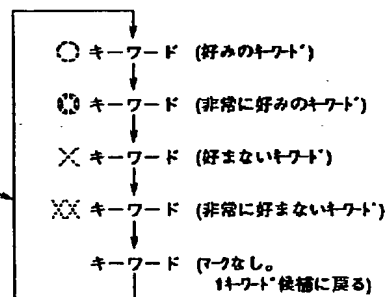 ○ キーワード (好みのキーワード)
◎ キーワード (非常に好みのキーワード)
× キーワード (好まないキーワード)
×× キーワード (非常に好まないキーワード)
キーワード (マークなし。
キーワード候補に戻る)